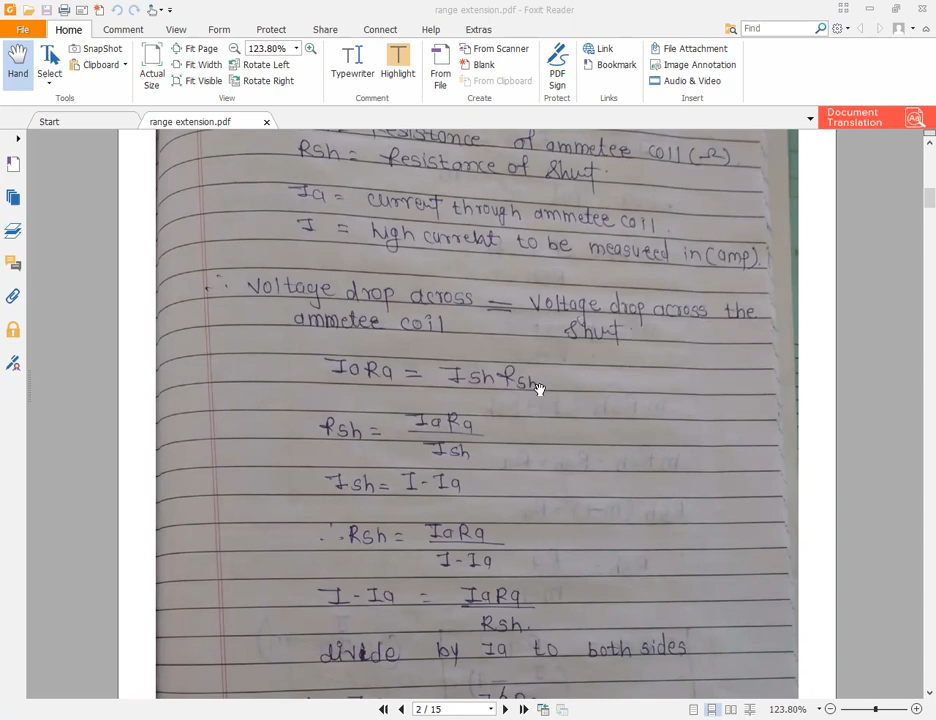 range extension.pdf - Foxit Reader
File Home Comment View Form Protect Share Connect Help Extras
Find
Hand
Select
SnapShot
Clipboard
Actual Size
Fit Page
Fit Width
Fit Visible
123.80%
Rotate Left
Rotate Right
Typewriter
Highlight
From File
From Scanner
Blank
From Clipboard
PDF Sign
Link
Bookmark
File Attachment
Image Annotation
Audio & Video
Tools View Comment Create Protect Links Insert
Start range extension.pdf
Document Translation
Resistance of ammetee coil (Ω)
Rsh = Resistance of Shut.
Ia = current through ammetee coil.
I = high current to be measured in (amp).
∴ Voltage drop across = Voltage drop across the
ammetee coil Shut.
IaRa = Ish Rsh
Rsh = IaRa
Ish
Ish = I - Ia
∴ Rsh = IaRa
I - Ia
I - Ia = IaRa
Rsh.
divide by Ia to both sides
2 / 15
123.80%